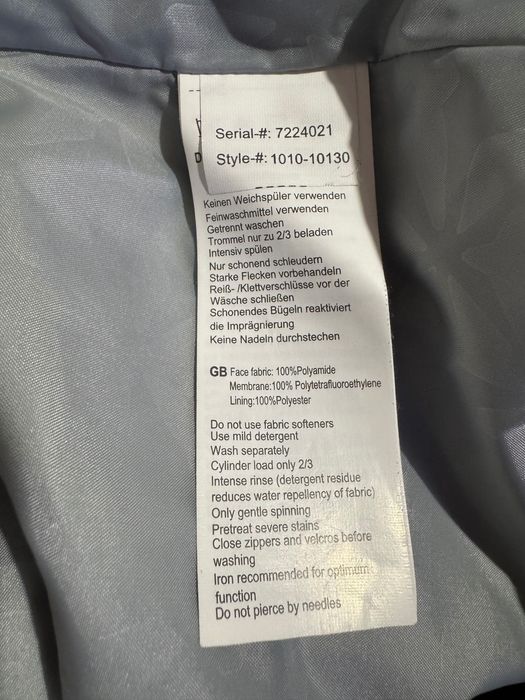 Serial-#: 7224021
Style-#: 1010-10130
Keinen Weichspüler verwenden
Feinwaschmittel verwenden
Getrennt waschen
Trommel nur zu 2/3 beladen
Intensiv spülen
Nur schonend schleudern
Starke Flecken vorbehandeln
Reiß- /Klettverschlüsse vor der
Wäsche schließen
Schonendes Bügeln reaktiviert
die Imprägnierung
Keine Nadeln durchstechen
GB Face fabric: 100%Polyamide
Membrane:100% Polytetrafluoroethylene
Lining:100%Polyester
Do not use fabric softeners
Use mild detergent
Wash separately
Cylinder load only 2/3
Intense rinse (detergent residue
reduces water repellency of fabric)
Only gentle spinning
Pretreat severe stains
Close zippers and velcros before
washing
Iron recommended for optimum
function
Do not pierce by needles